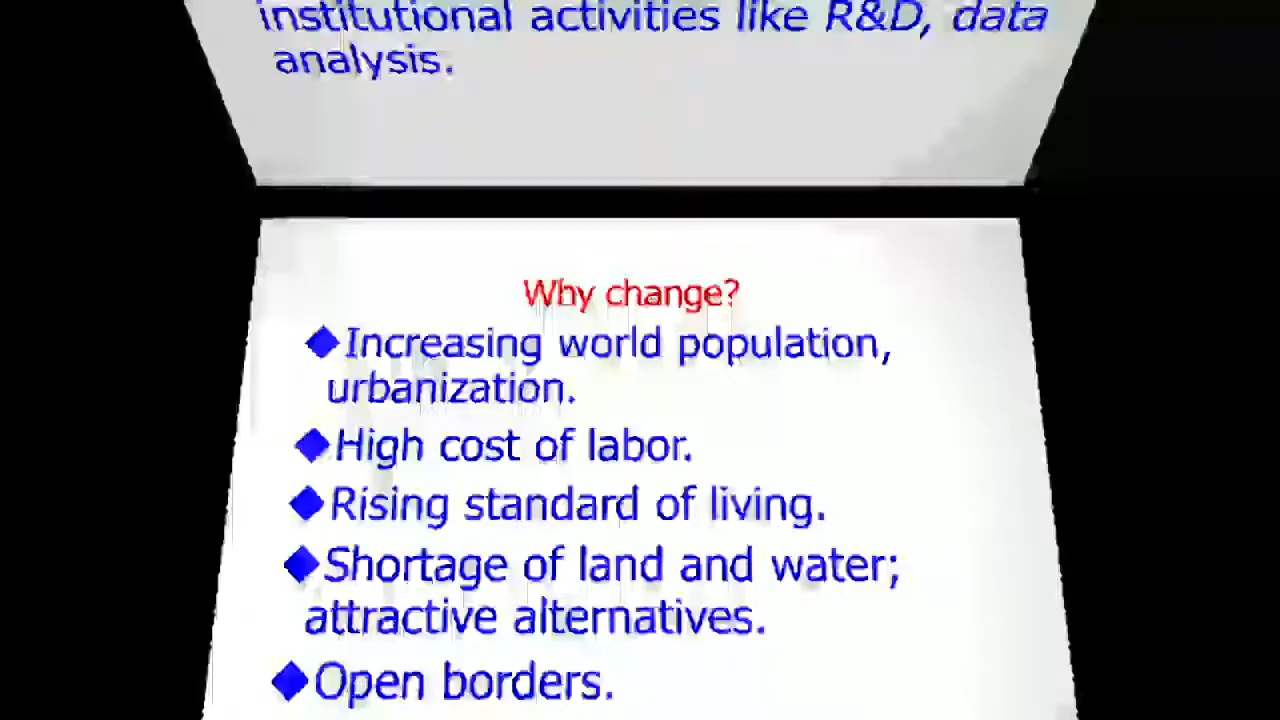 institutional activities like R&D, data
analysis.
Why change?
◆Increasing world population,
urbanization.
◆High cost of labor.
◆Rising standard of living.
◆Shortage of land and water;
attractive alternatives.
◆Open borders.